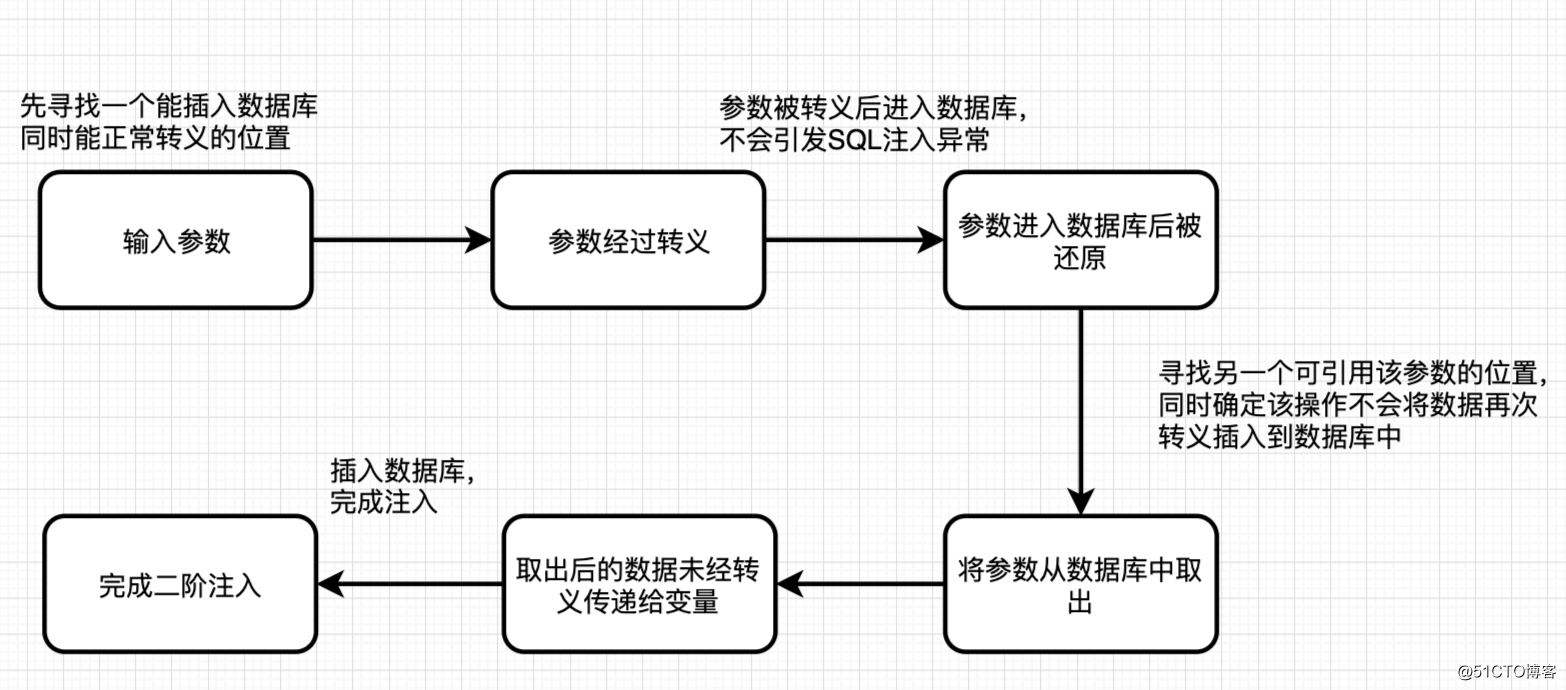 先寻找一个能插入数据库
同时能正常转义的位置
参数被转义后进入数据库，
不会引发SQL注入异常
输入参数
参数经过转义
参数进入数据库后被
还原
寻找另一个可引用该参数的位置，
同时确定该操作不会将数据再次
转义插入到数据库中
插入数据库，
完成注入
完成二阶注入
取出后的数据未经转
义传递给变量
将参数从数据库中取
出
@51CTO博客